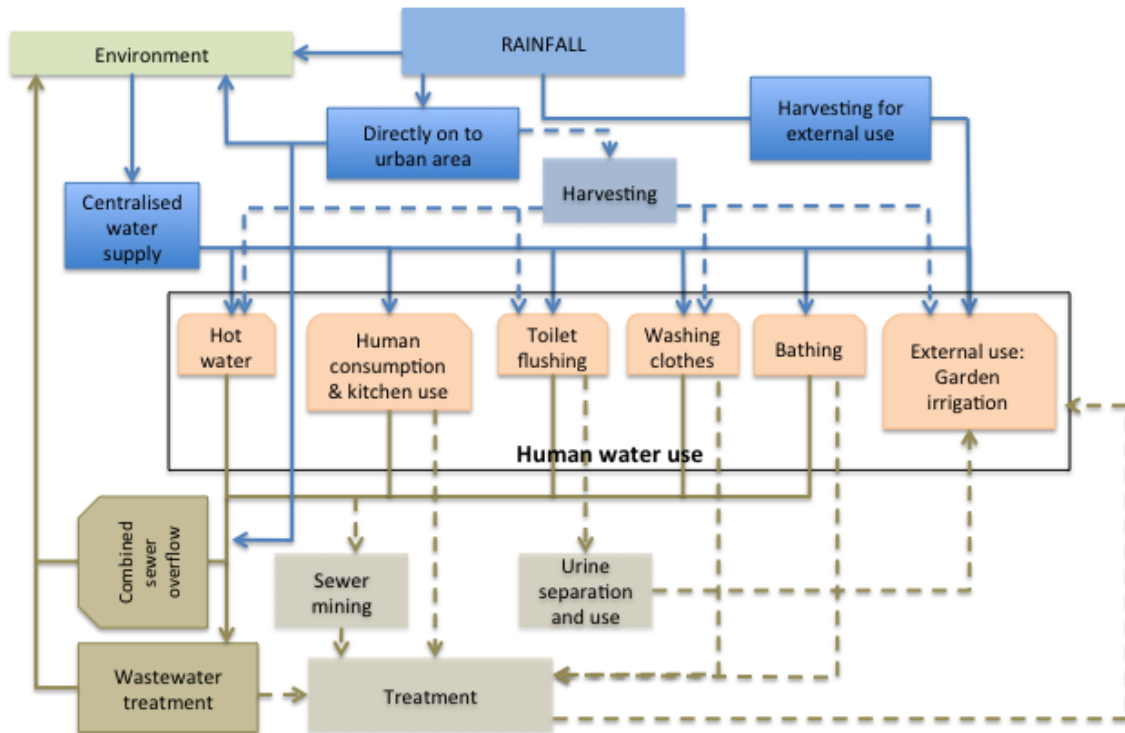 RAINFALL
Environment
Harvesting for
external use
Directly on to
urban area
Harvesting
Centralised
water
supply
Hot
water
Human
consumption
& kitchen use
Toilet
flushing
Washing
clothes
Bathing
External use:
Garden
irrigation
Human water use
Combined
sewer
overflow
Sewer
mining
Urine
separation
and use
Wastewater
treatment
Treatment